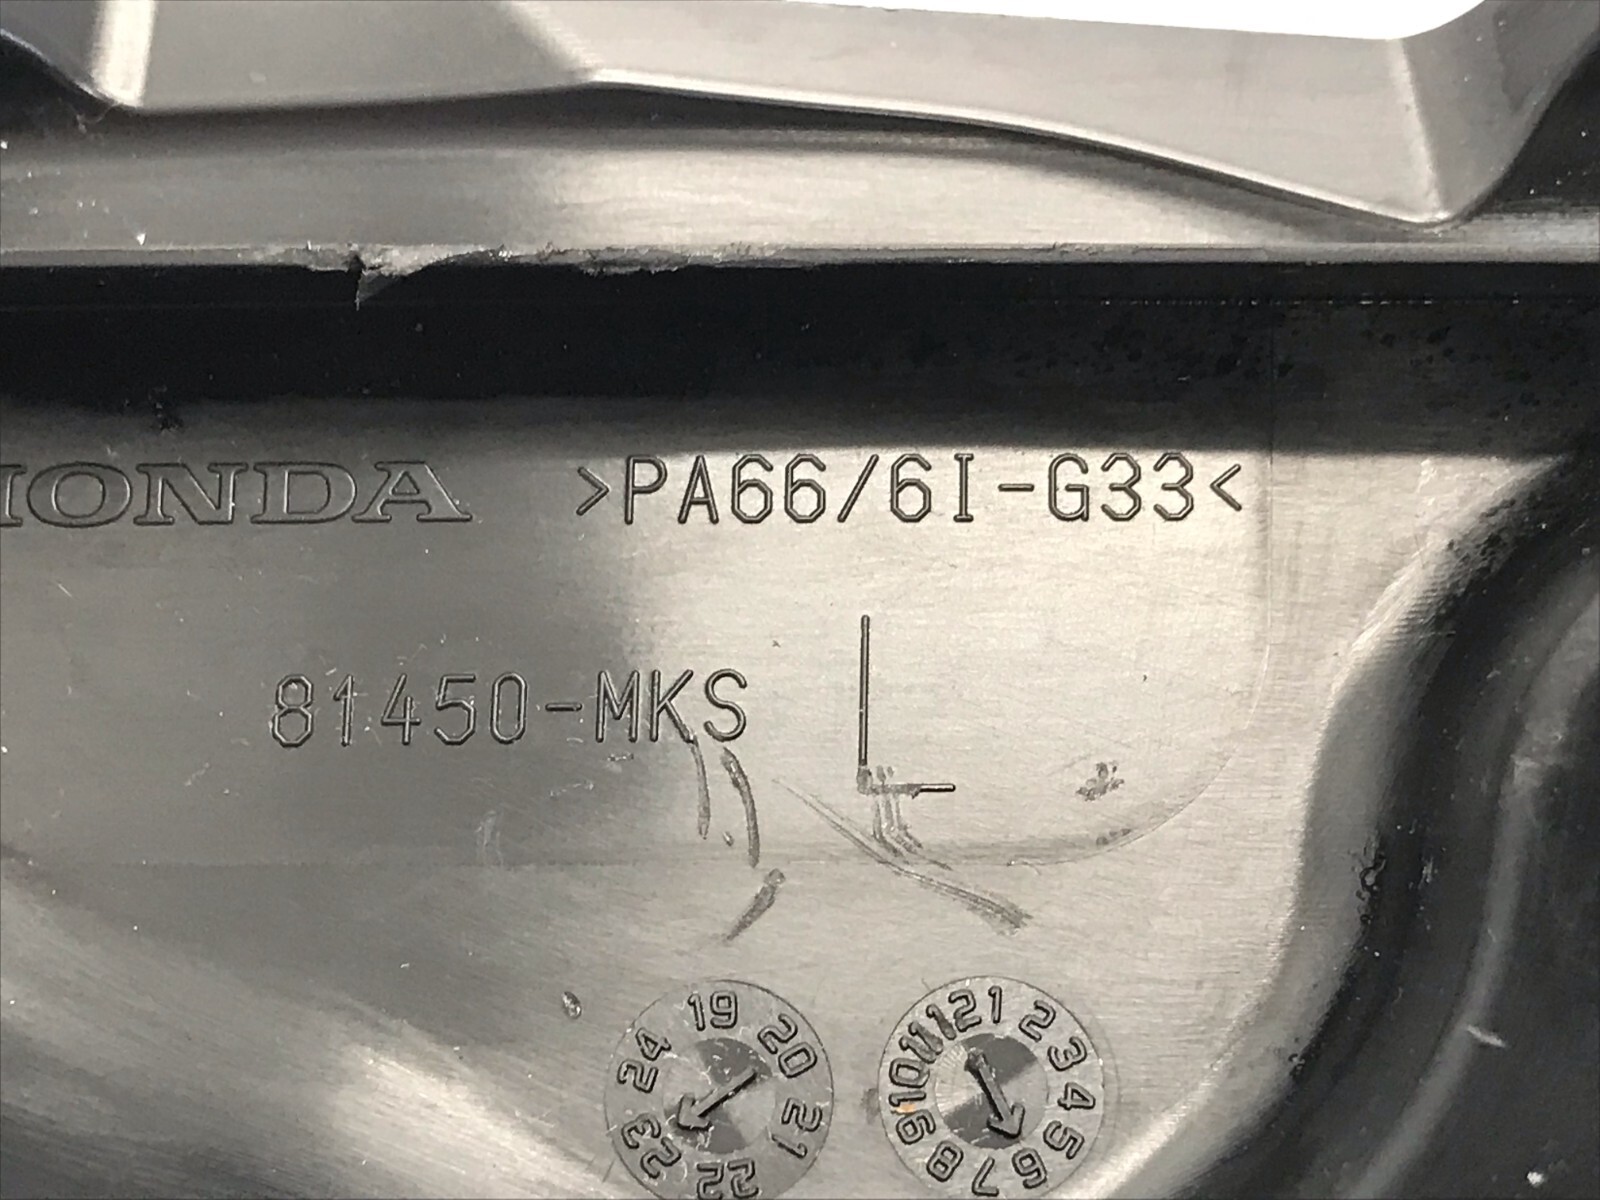 HONDA >PA66/6I-G33<
81450-MKS L
19 20 21 22 23 24
1 2 3 4 5 6 7 8 9 10 11 12